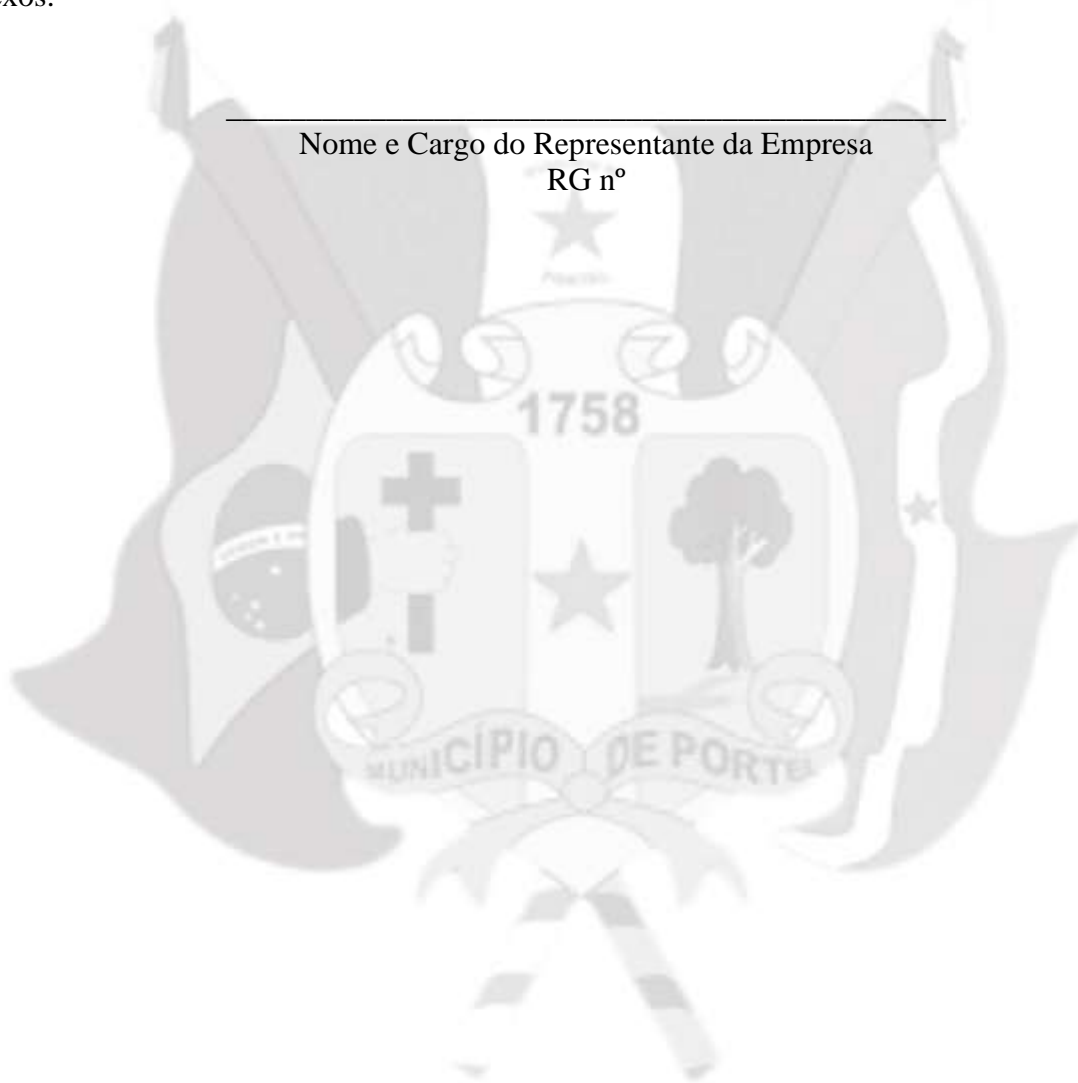 exos.
Nome e Cargo do Representante da Empresa
RG nº
1758
MUNICÍPIO DE PORTEL